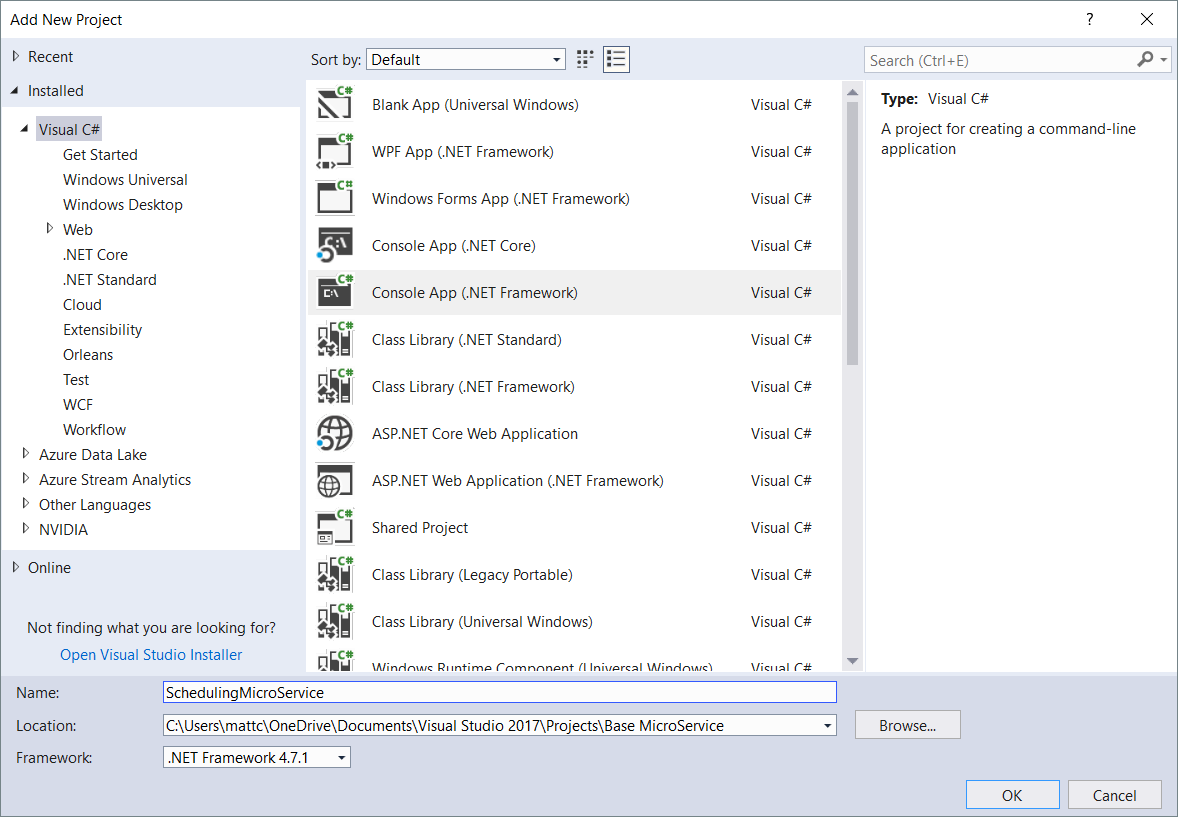 Add New Project
?
Recent
Installed
Visual C#
Get Started
Windows Universal
Windows Desktop
Web
.NET Core
.NET Standard
Cloud
Extensibility
Orleans
Test
WCF
Workflow
Azure Data Lake
Azure Stream Analytics
Other Languages
NVIDIA
Online
Not finding what you are looking for?
Open Visual Studio Installer
Sort by: Default
C# Blank App (Universal Windows) Visual C#
C# WPF App (.NET Framework) Visual C#
C# Windows Forms App (.NET Framework) Visual C#
C:\ Console App (.NET Core) Visual C#
C# C:\ Console App (.NET Framework) Visual C#
C# Class Library (.NET Standard) Visual C#
C# Class Library (.NET Framework) Visual C#
ASP.NET Core Web Application Visual C#
ASP.NET Web Application (.NET Framework) Visual C#
C# Shared Project Visual C#
C# Class Library (Legacy Portable) Visual C#
C# Class Library (Universal Windows) Visual C#
C# Windows Runtime Component (Universal Windows) Visual C#
Search (Ctrl+E)
Type: Visual C#
A project for creating a command-line
application
Name: SchedulingMicroService
Location: C:\Users\mattc\OneDrive\Documents\Visual Studio 2017\Projects\Base MicroService Browse...
Framework: .NET Framework 4.7.1
OK Cancel